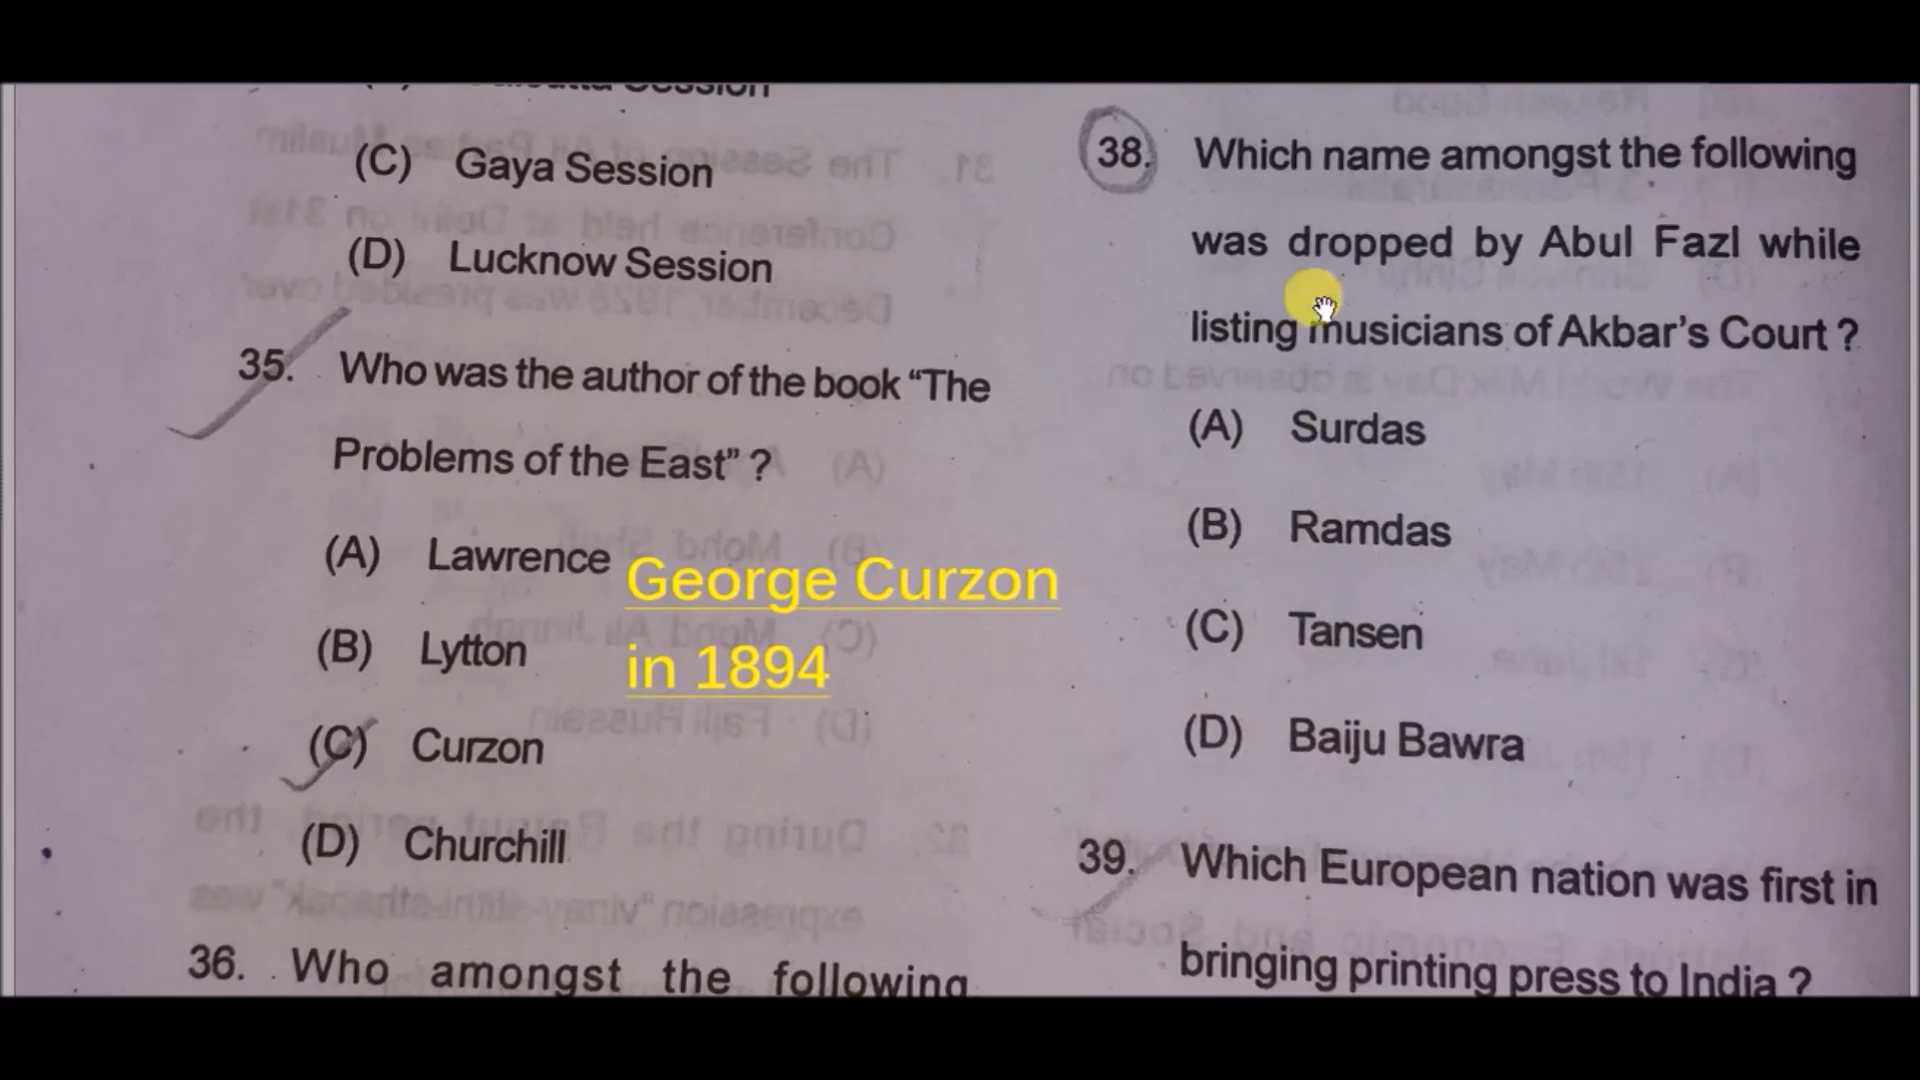 Session
(C) Gaya Session
(D) Lucknow Session
35. Who was the author of the book “The
Problems of the East” ?
(A) Lawrence
George Curzon
(B) Lytton
in 1894
(C) Curzon
(D) Churchill
36. Who amongst the following
38. Which name amongst the following
was dropped by Abul Fazl while
listing musicians of Akbar’s Court ?
(A) Surdas
(B) Ramdas
(C) Tansen
(D) Baiju Bawra
39. Which European nation was first in
bringing printing press to India ?